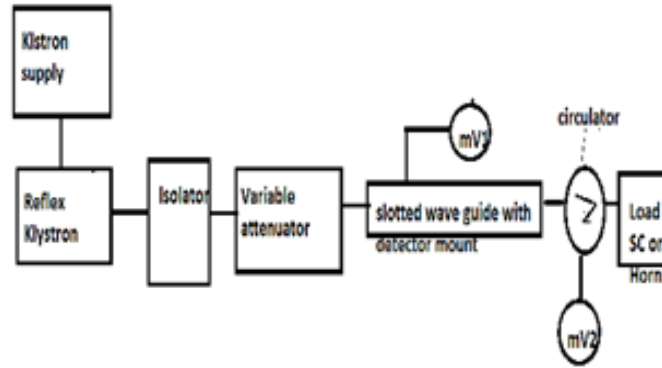 Klstron
supply
Reflex
Klystron
Isolator
Variable
attenuator
mV1
slotted wave guide with
detector mount
circulator
mV2
Load
SC or
Horn